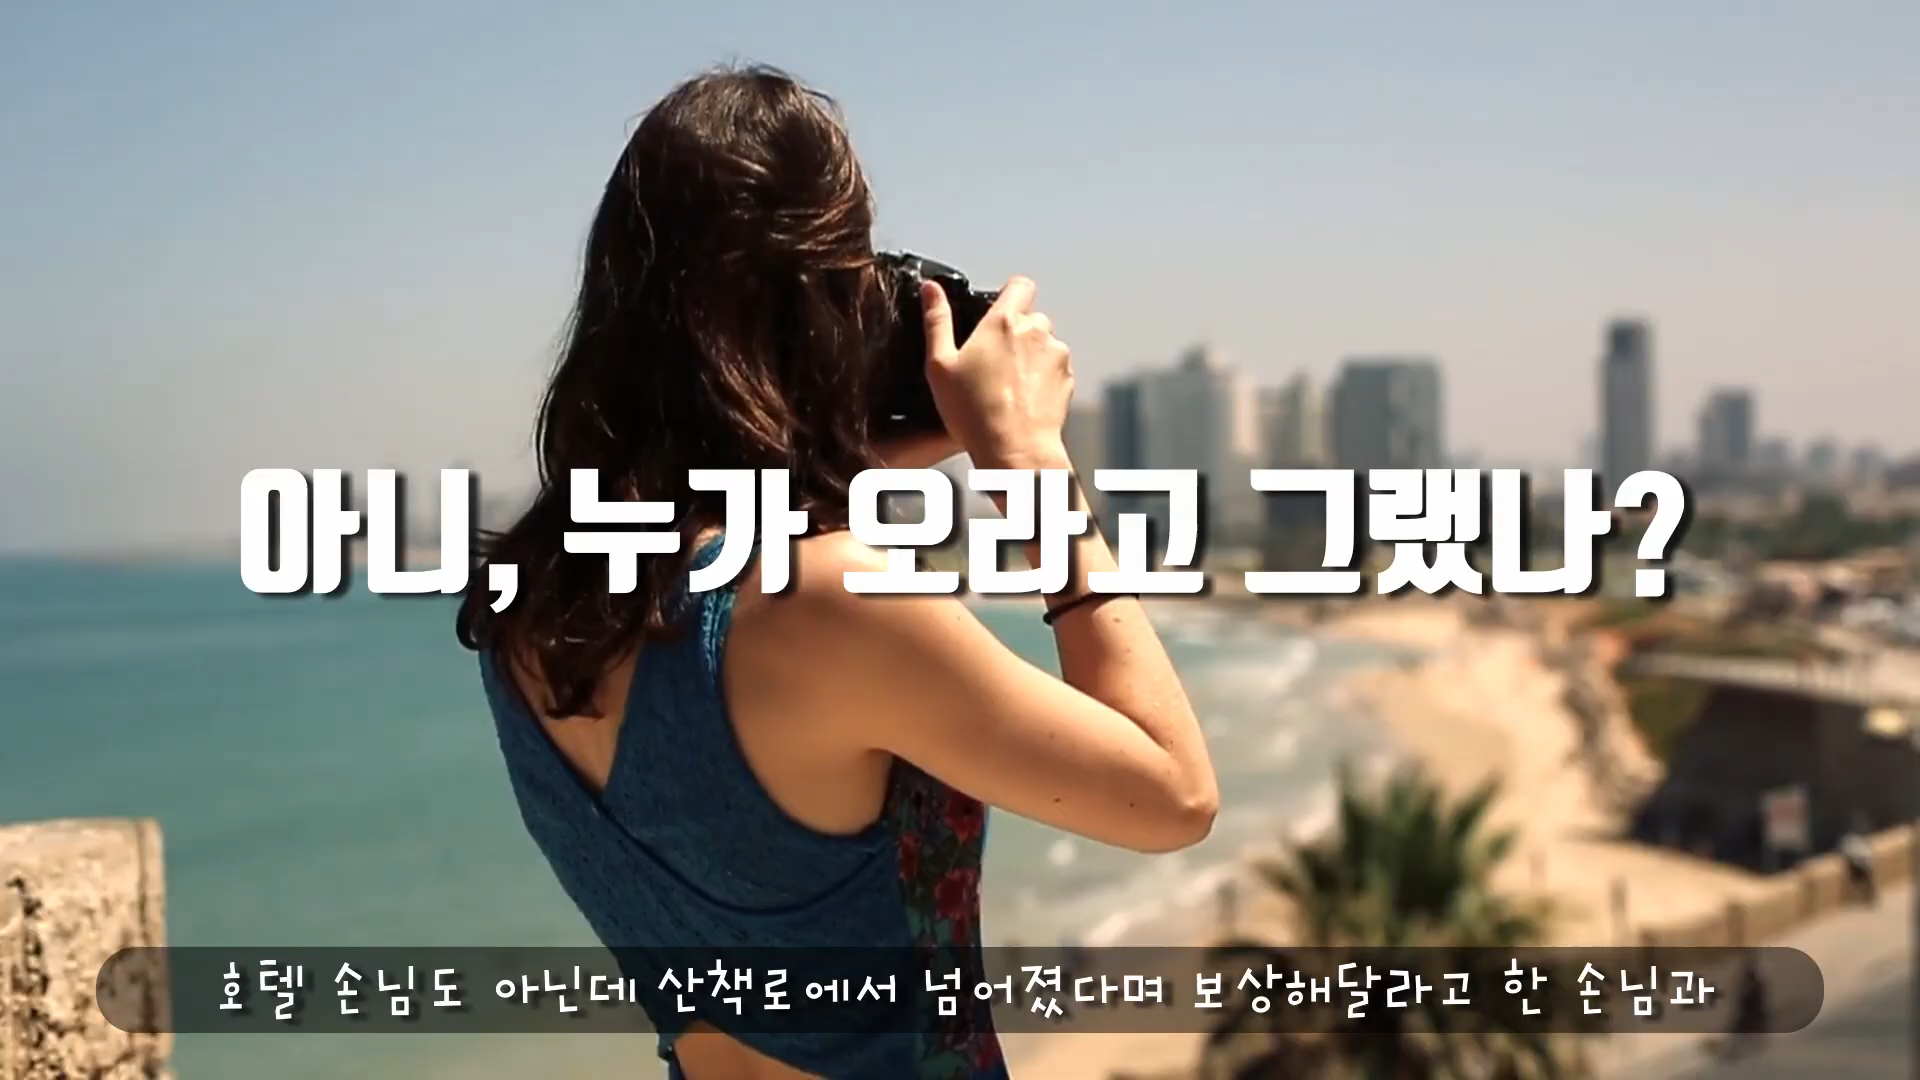 아니, 누가 오라고 그랬나?
호텔 손님도 아닌데 산책로에서 넘어졌다며 보상해달라고 한 손님과